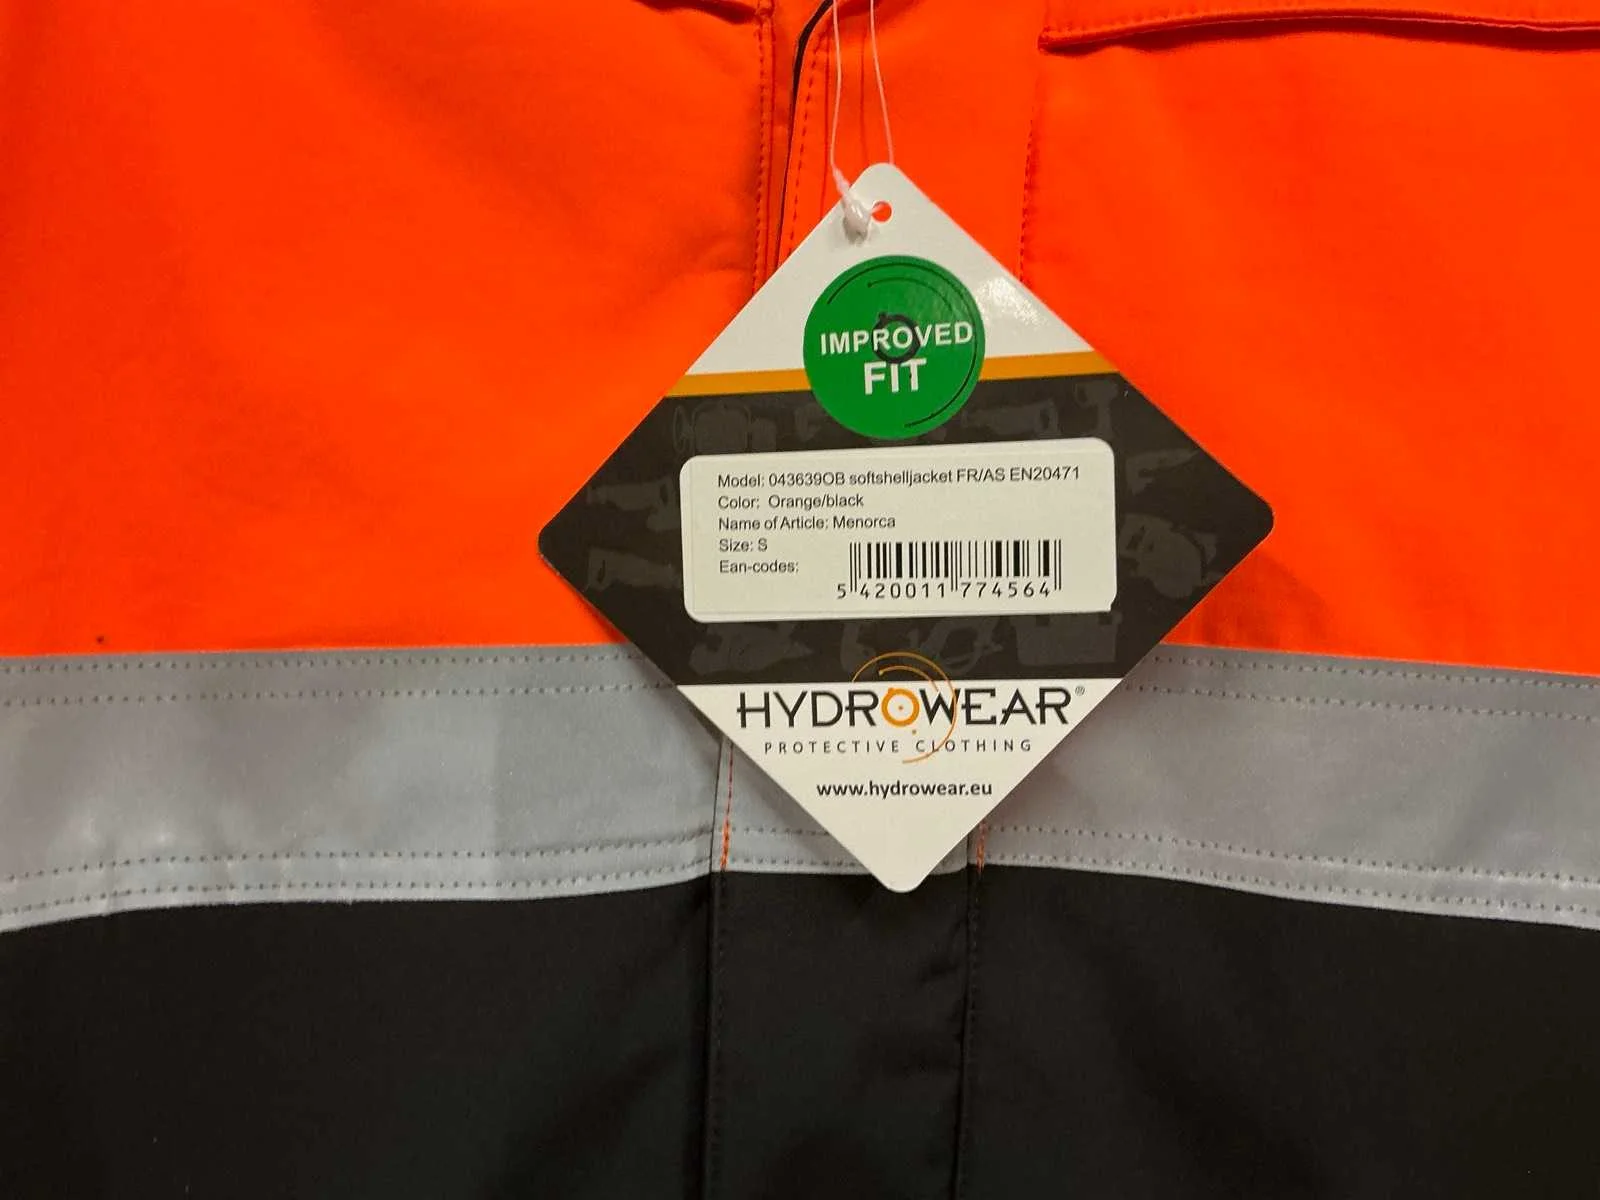 IMPROVED
FIT
Model: 043639OB softshelljacket FR/AS EN20471
Color: Orange/black
Name of Article: Menorca
Size: S
Ean-codes:
5 420011 774564
HYDROWEAR®
PROTECTIVE CLOTHING
www.hydrowear.eu